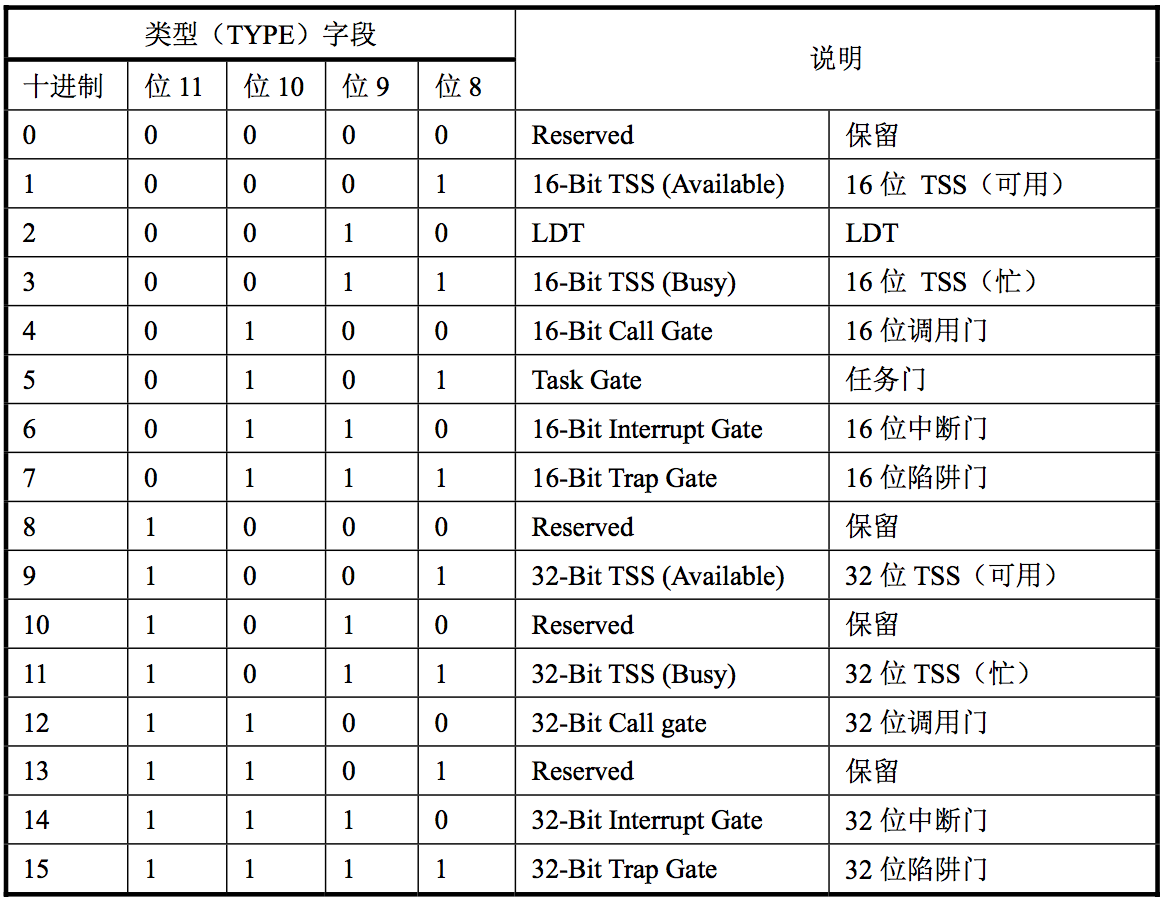 类型（TYPE）字段 说明
十进制 位 11 位 10 位 9 位 8
0 0 0 0 0 Reserved 保留
1 0 0 0 1 16-Bit TSS (Available) 16 位 TSS（可用）
2 0 0 1 0 LDT LDT
3 0 0 1 1 16-Bit TSS (Busy) 16 位 TSS（忙）
4 0 1 0 0 16-Bit Call Gate 16 位调用门
5 0 1 0 1 Task Gate 任务门
6 0 1 1 0 16-Bit Interrupt Gate 16 位中断门
7 0 1 1 1 16-Bit Trap Gate 16 位陷阱门
8 1 0 0 0 Reserved 保留
9 1 0 0 1 32-Bit TSS (Available) 32 位 TSS（可用）
10 1 0 1 0 Reserved 保留
11 1 0 1 1 32-Bit TSS (Busy) 32 位 TSS（忙）
12 1 1 0 0 32-Bit Call gate 32 位调用门
13 1 1 0 1 Reserved 保留
14 1 1 1 0 32-Bit Interrupt Gate 32 位中断门
15 1 1 1 1 32-Bit Trap Gate 32 位陷阱门